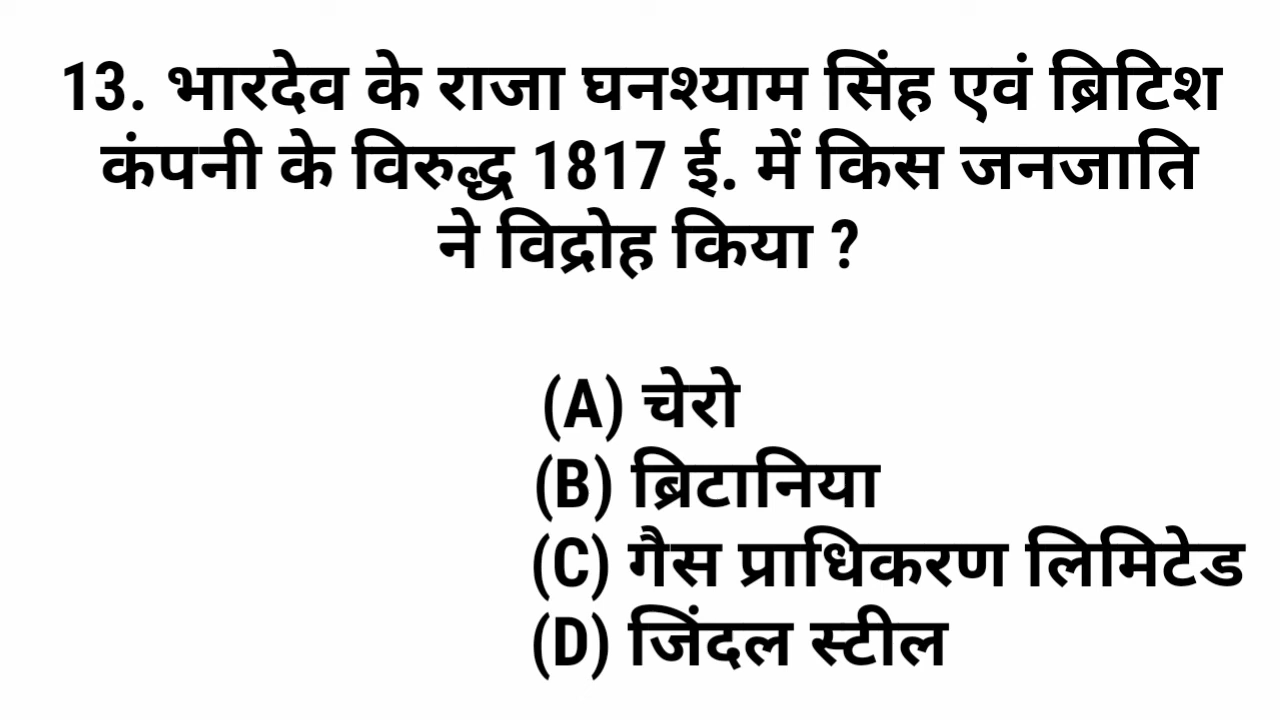 13. भारदेव के राजा घनश्याम सिंह एवं ब्रिटिश
कंपनी के विरुद्ध 1817 ई. में किस जनजाति
ने विद्रोह किया ?
(A) चेरो
(B) ब्रिटानिया
(C) गैस प्राधिकरण लिमिटेड
(D) जिंदल स्टील